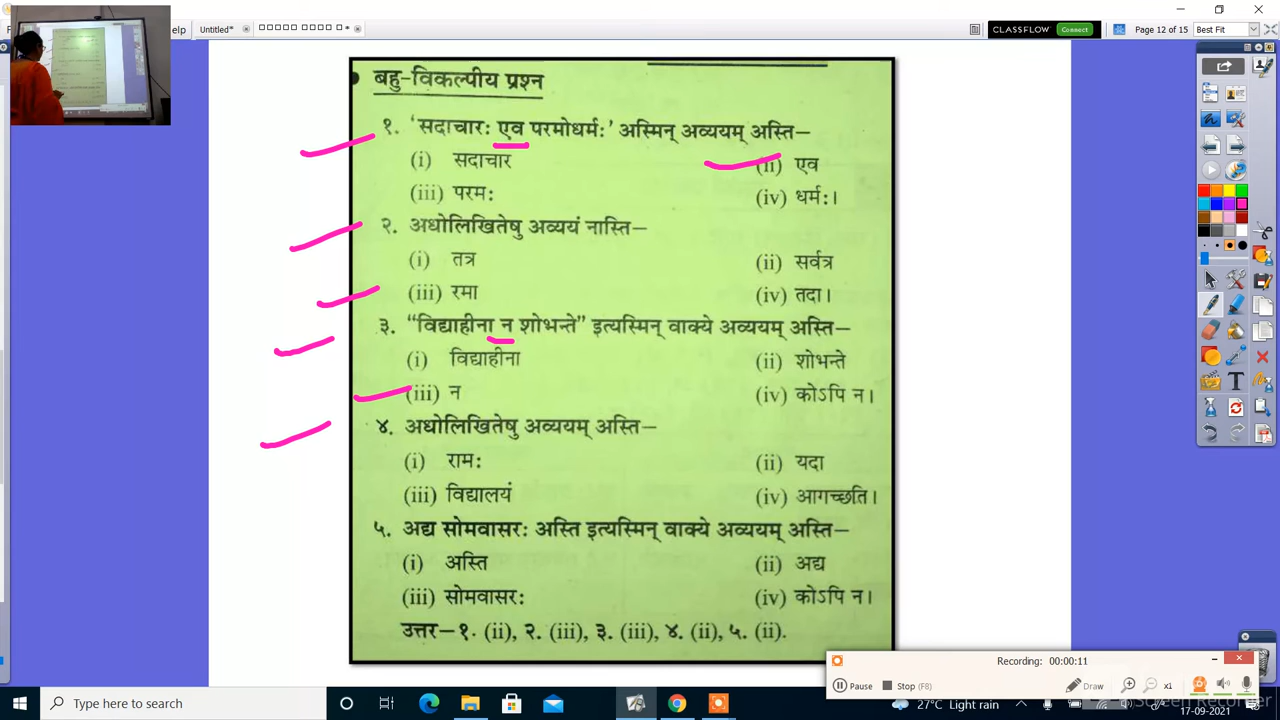 elp Untitled*
CLASSFLOW Connect
Page 12 of 15 Best Fit
बहु-विकल्पीय प्रश्न
१. 'सदाचारः एव परमोधर्मः' अस्मिन् अव्ययम् अस्ति–
(i) सदाचार (ii) एव
(iii) परमः (iv) धर्मः।
२. अधोलिखितेषु अव्ययं नास्ति–
(i) तत्र (ii) सर्वत्र
(iii) रमा (iv) तदा।
३. "विद्याहीना न शोभन्ते" इत्यस्मिन् वाक्ये अव्ययम् अस्ति–
(i) विद्याहीना (ii) शोभन्ते
(iii) न (iv) कोऽपि न।
४. अधोलिखितेषु अव्ययम् अस्ति–
(i) रामः (ii) यदा
(iii) विद्यालयं (iv) आगच्छति।
५. अद्य सोमवासरः अस्ति इत्यस्मिन् वाक्ये अव्ययम् अस्ति–
(i) अस्ति (ii) अद्य
(iii) सोमवासरः (iv) कोऽपि न।
उत्तर–१. (ii), २. (iii), ३. (iii), ४. (ii), ५. (ii).
Recording: 00:00:11
Pause Stop (F8) Draw x1
Screen Recorder
Type here to search
27°C Light rain
17-09-2021